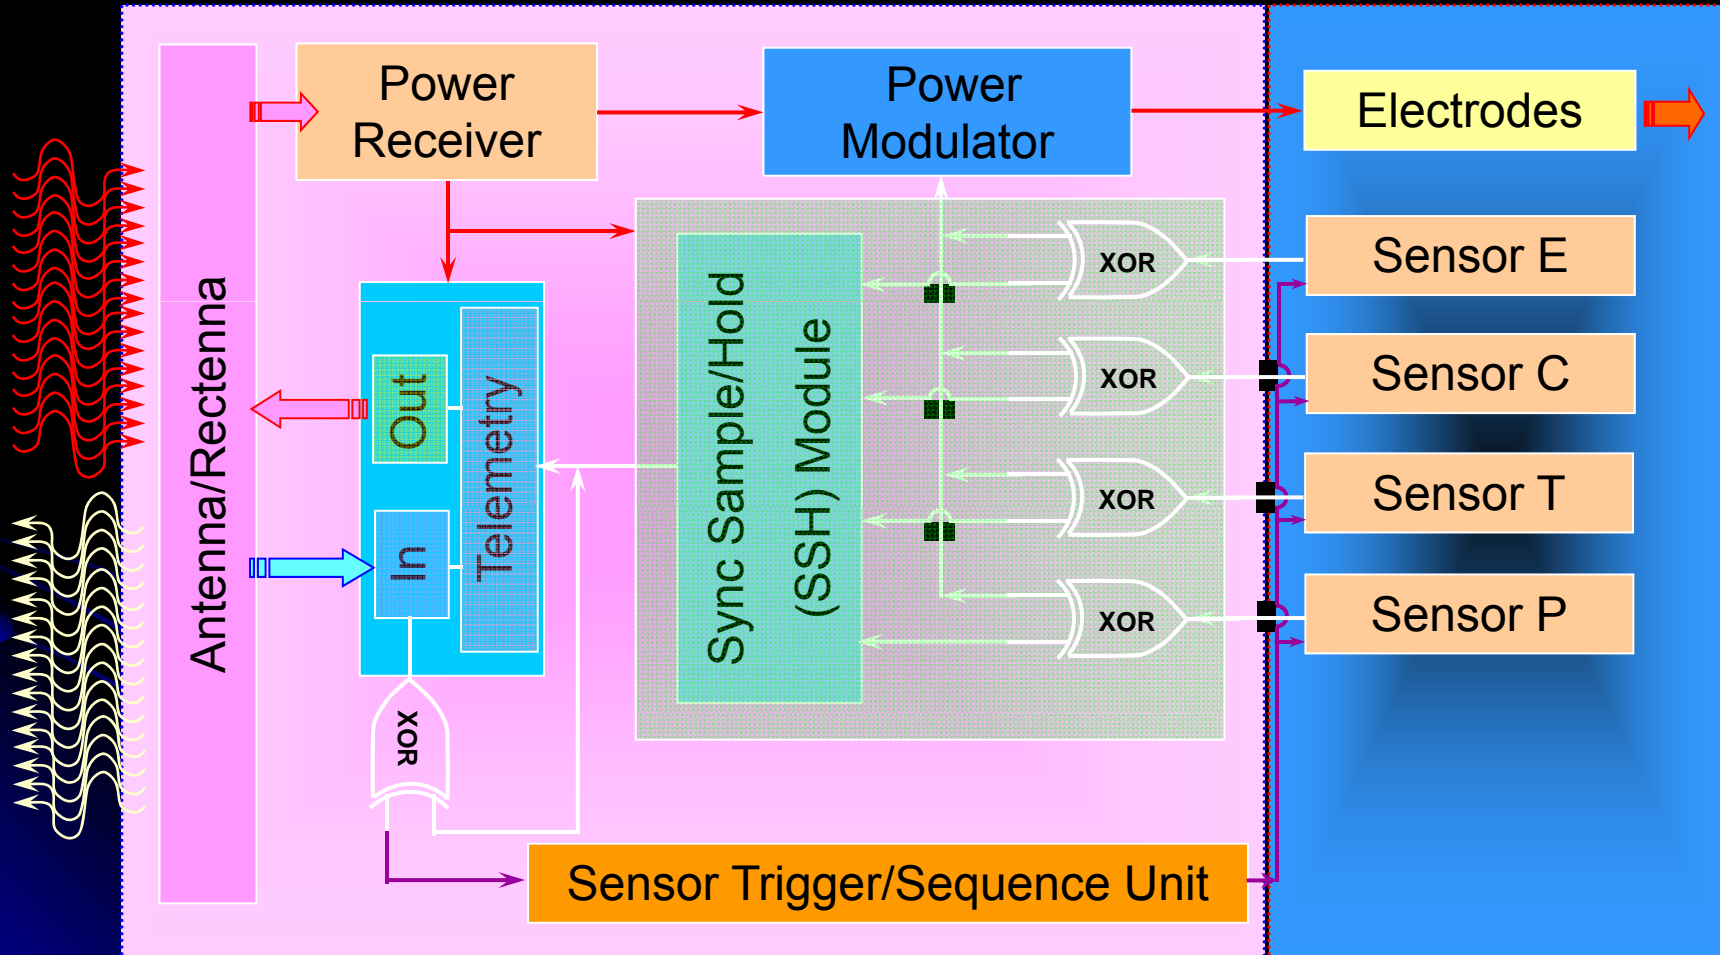 Power
Receiver
Power
Modulator
Electrodes
Antenna/Rectenna
Out
In
Telemetry
Sync Sample/Hold
(SSH) Module
XOR
XOR
XOR
XOR
XOR
Sensor E
Sensor C
Sensor T
Sensor P
Sensor Trigger/Sequence Unit